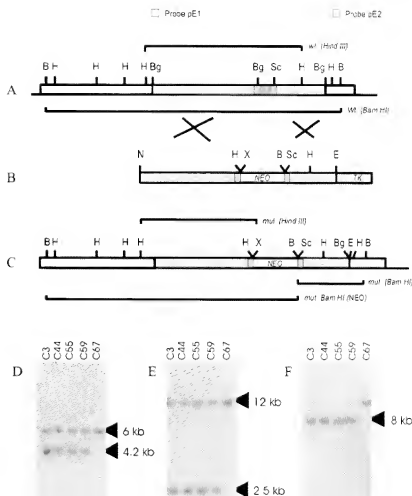 Probe pE1 Probe pE2
wt. (Hind III)
B H H H H Bg Bg Sc H Bg H B
A
Wt. (Bam HI)
N H X B Sc H E
B
NEO TK
mut. (Hind III)
B H H H H H X B Sc H Bg E H B
C
NEO
mut. (Bam HI)
mut. Bam HI (NEO)
D C3 C44 C55 C59 C67
6 kb
4.2 kb
E C3 C44 C55 C59 C67
12 kb
2.5 kb
F C3 C44 C55 C59 C67
8 kb